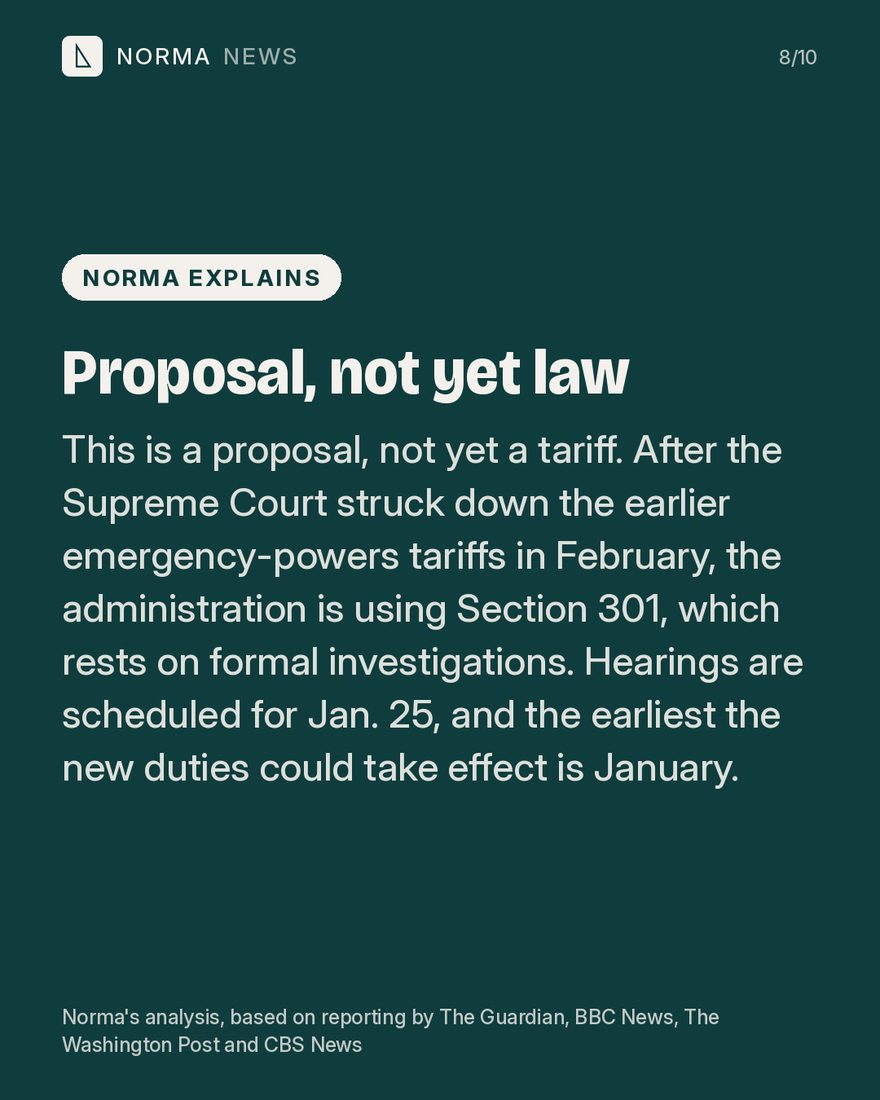 NORMA NEWS
8/10
NORMA EXPLAINS
Proposal, not yet law
This is a proposal, not yet a tariff. After the
Supreme Court struck down the earlier
emergency-powers tariffs in February, the
administration is using Section 301, which
rests on formal investigations. Hearings are
scheduled for Jan. 25, and the earliest the
new duties could take effect is January.
Norma's analysis, based on reporting by The Guardian, BBC News, The
Washington Post and CBS News